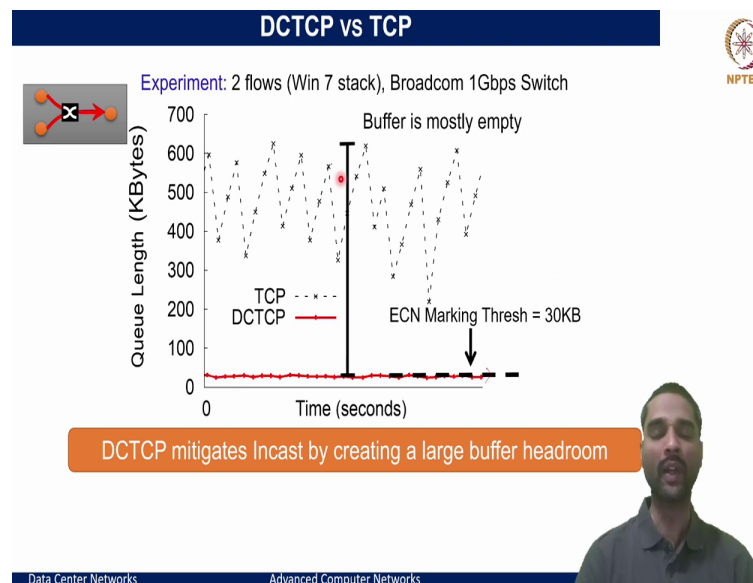 DCTCP vs TCP
NPTE
Experiment: 2 flows (Win 7 stack), Broadcom 1Gbps Switch
Buffer is mostly empty
Queue Length (KBytes)
700
600
500
400
300
200
100
0
TCP
DCTCP
ECN Marking Thresh = 30KB
0
Time (seconds)
DCTCP mitigates Incast by creating a large buffer headroom
Data Center Networks
Advanced Computer Networks